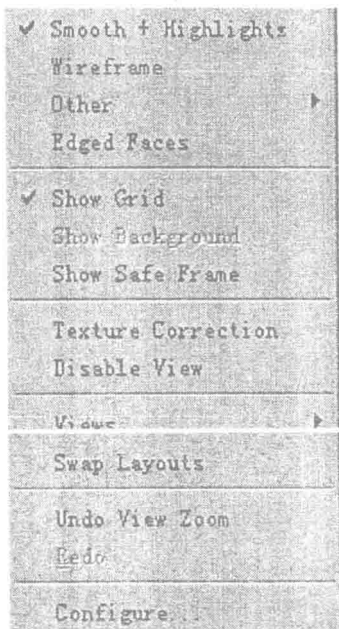 Smooth + Highlights
Wireframe
Other
Edged Faces
Show Grid
Show Background
Show Safe Frame
Texture Correction
Disable View
Views
Swap Layouts
Undo View Zoom
Redo
Configure...